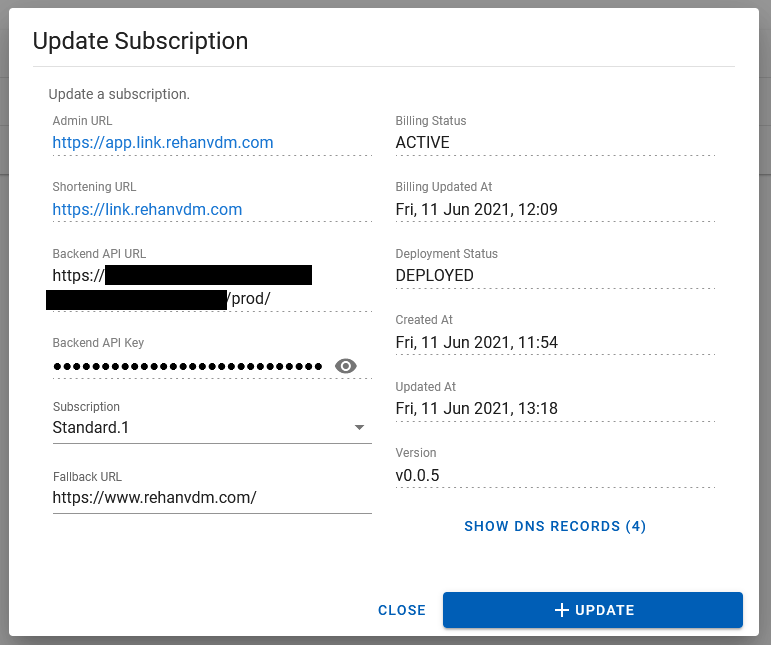 Update Subscription
Update a subscription.
Admin URL
https://app.link.rehanvdm.com
Shortening URL
https://link.rehanvdm.com
Backend API URL
https://
/prod/
Backend API Key
Subscription
Standard.1
Fallback URL
https://www.rehanvdm.com/
Billing Status
ACTIVE
Billing Updated At
Fri, 11 Jun 2021, 12:09
Deployment Status
DEPLOYED
Created At
Fri, 11 Jun 2021, 11:54
Updated At
Fri, 11 Jun 2021, 13:18
Version
v0.0.5
SHOW DNS RECORDS (4)
CLOSE
UPDATE